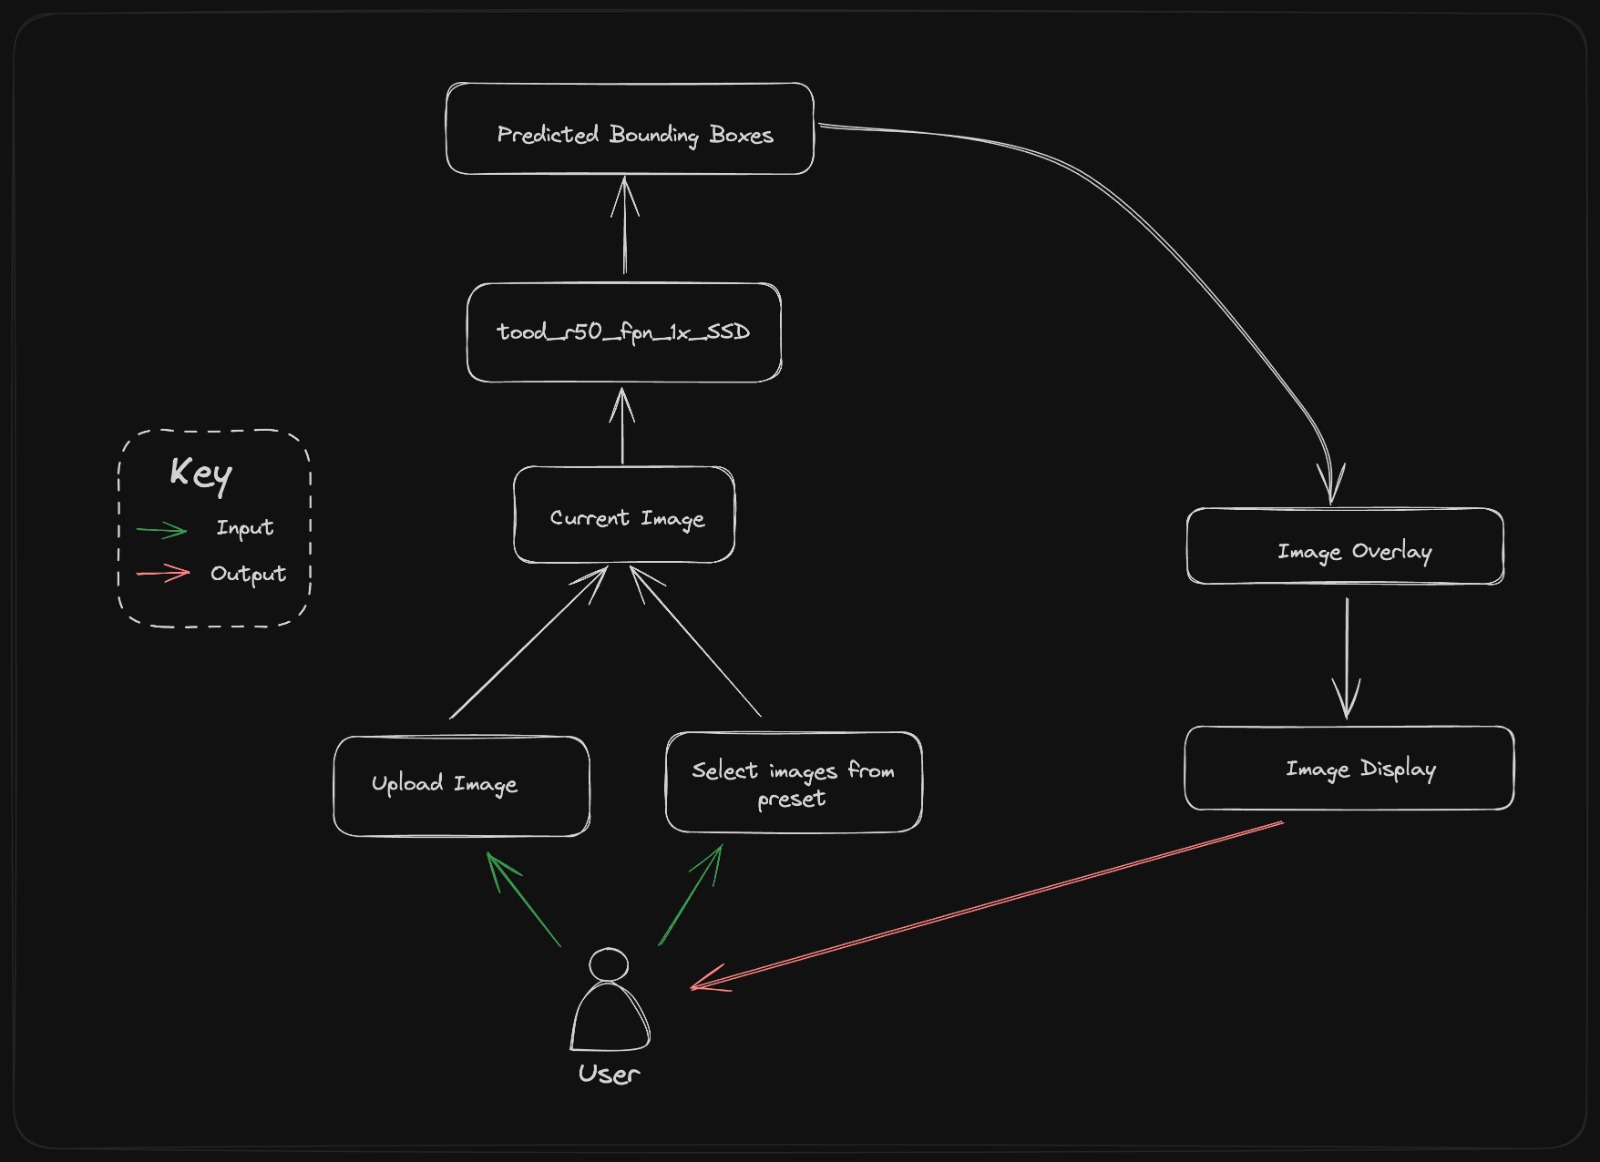 Predicted Bounding Boxes
tood_r50_fpn_1x_SSD
Key
Input
Output
Current Image
Image Overlay
Upload Image
Select images from
preset
Image Display
User